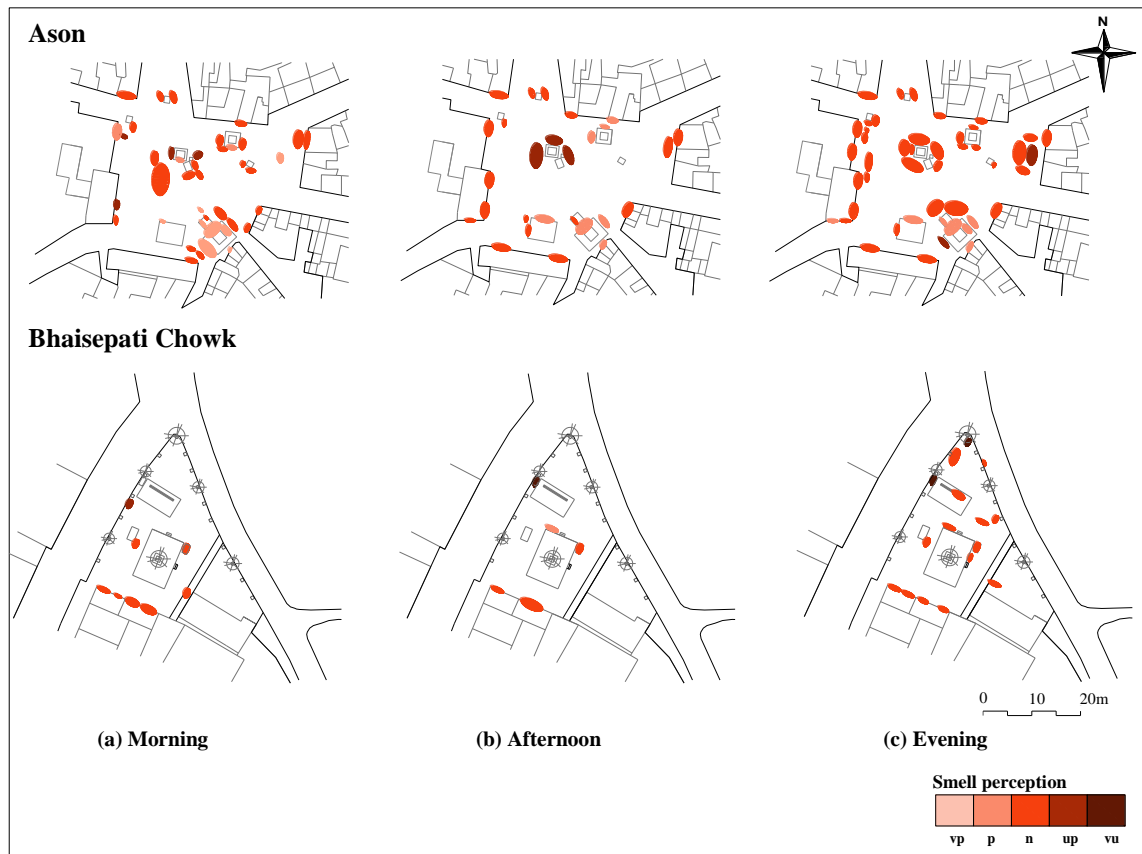 Ason
N
Bhaisepati Chowk
0 10 20m
(a) Morning (b) Afternoon (c) Evening
Smell perception
vp p n up vu